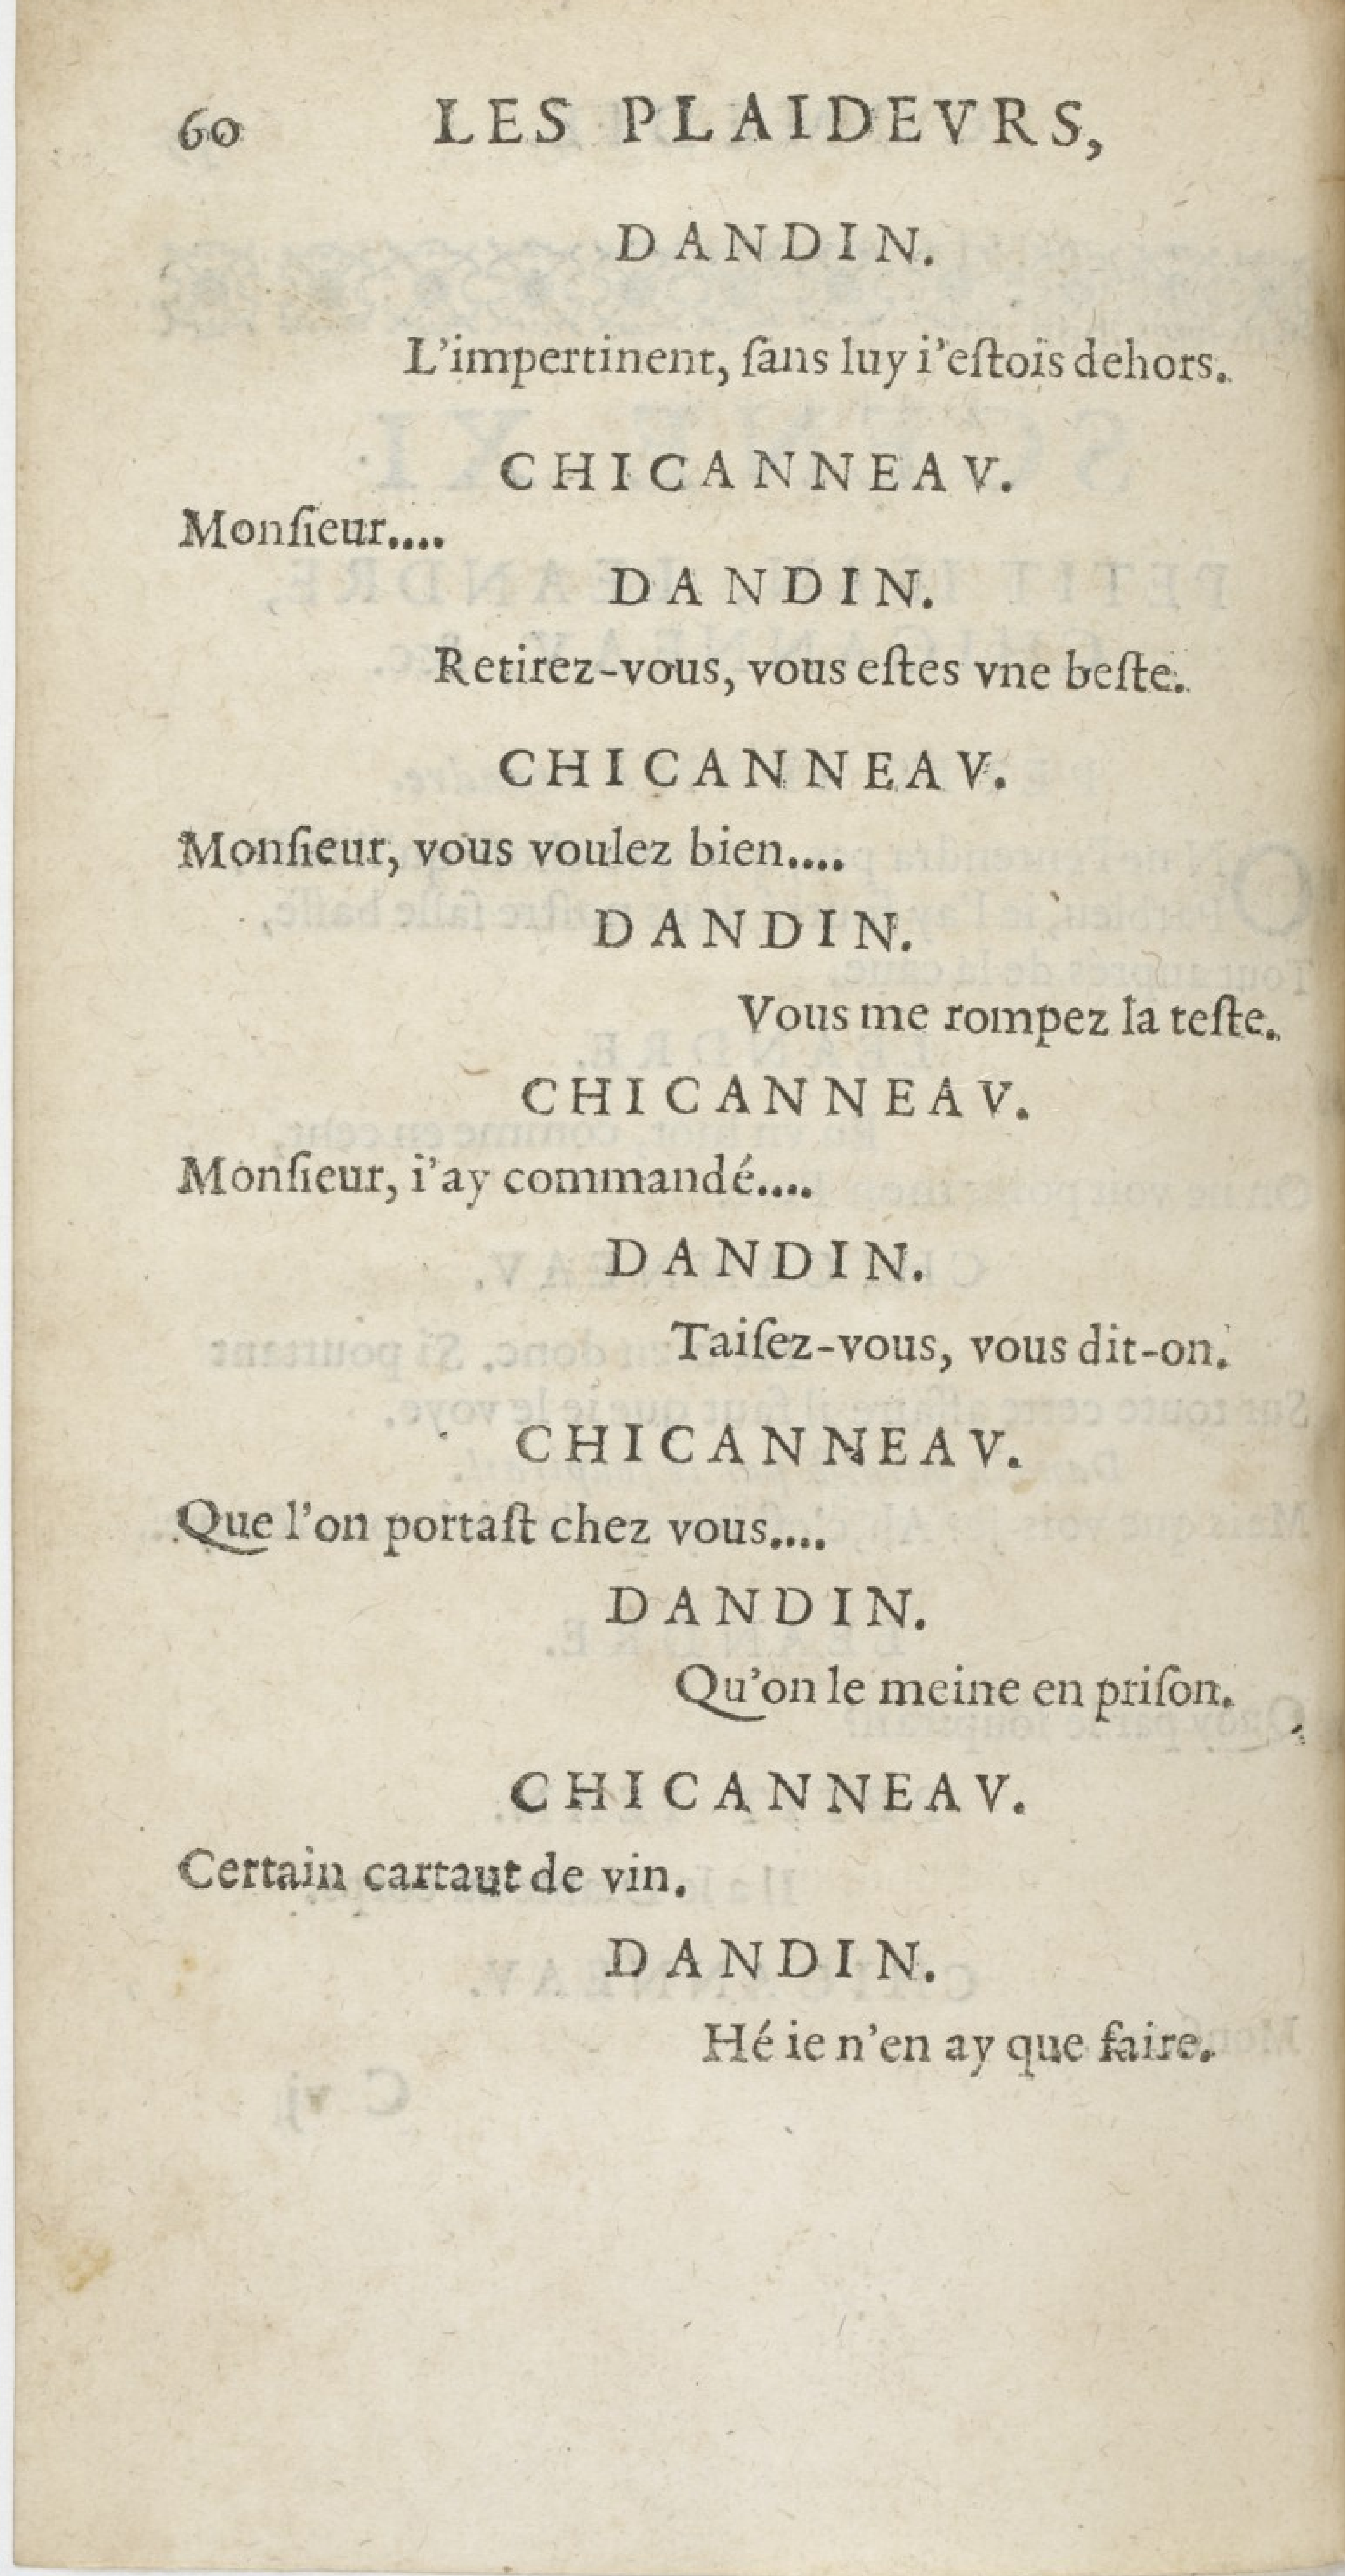 60 LES PLAIDEVRS,
DANDIN.
L'impertinent, ſans luy i'eſtois dehors.
CHICANNEAV.
Monſieur....
DANDIN.
Retirez-vous, vous eſtes vne beſte.
CHICANNEAV.
Monſieur, vous voulez bien....
DANDIN.
Vous me rompez la teſte.
CHICANNEAV.
Monſieur, i'ay commandé....
DANDIN.
Taiſez-vous, vous dit-on.
CHICANNEAV.
Que l'on portaſt chez vous....
DANDIN.
Qu'on le meine en priſon.
CHICANNEAV.
Certain cartaut de vin.
DANDIN.
Hé ie n'en ay que faire.